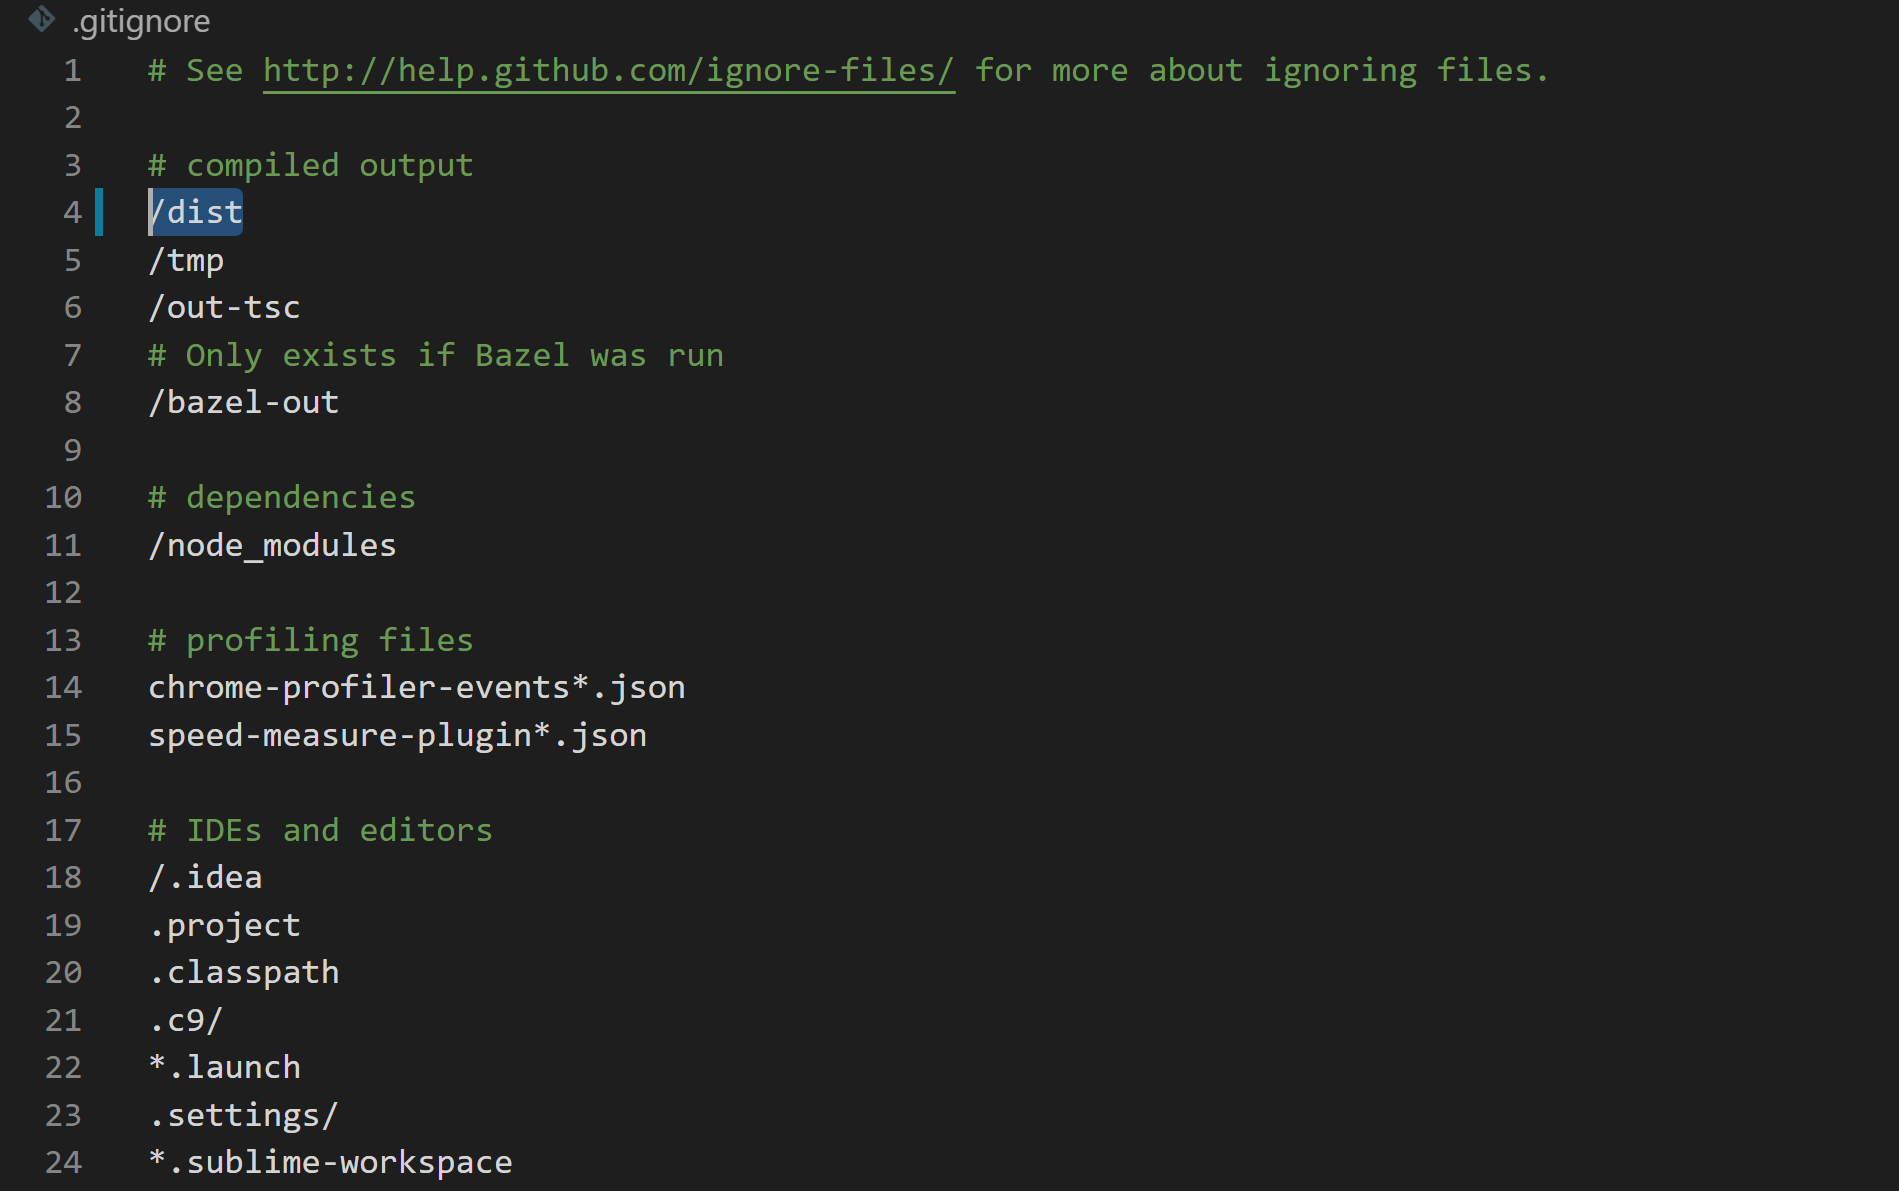 .gitignore
1 # See http://help.github.com/ignore-files/ for more about ignoring files.
2
3 # compiled output
4 /dist
5 /tmp
6 /out-tsc
7 # Only exists if Bazel was run
8 /bazel-out
9
10 # dependencies
11 /node_modules
12
13 # profiling files
14 chrome-profiler-events*.json
15 speed-measure-plugin*.json
16
17 # IDEs and editors
18 /.idea
19 .project
20 .classpath
21 .c9/
22 *.launch
23 .settings/
24 *.sublime-workspace